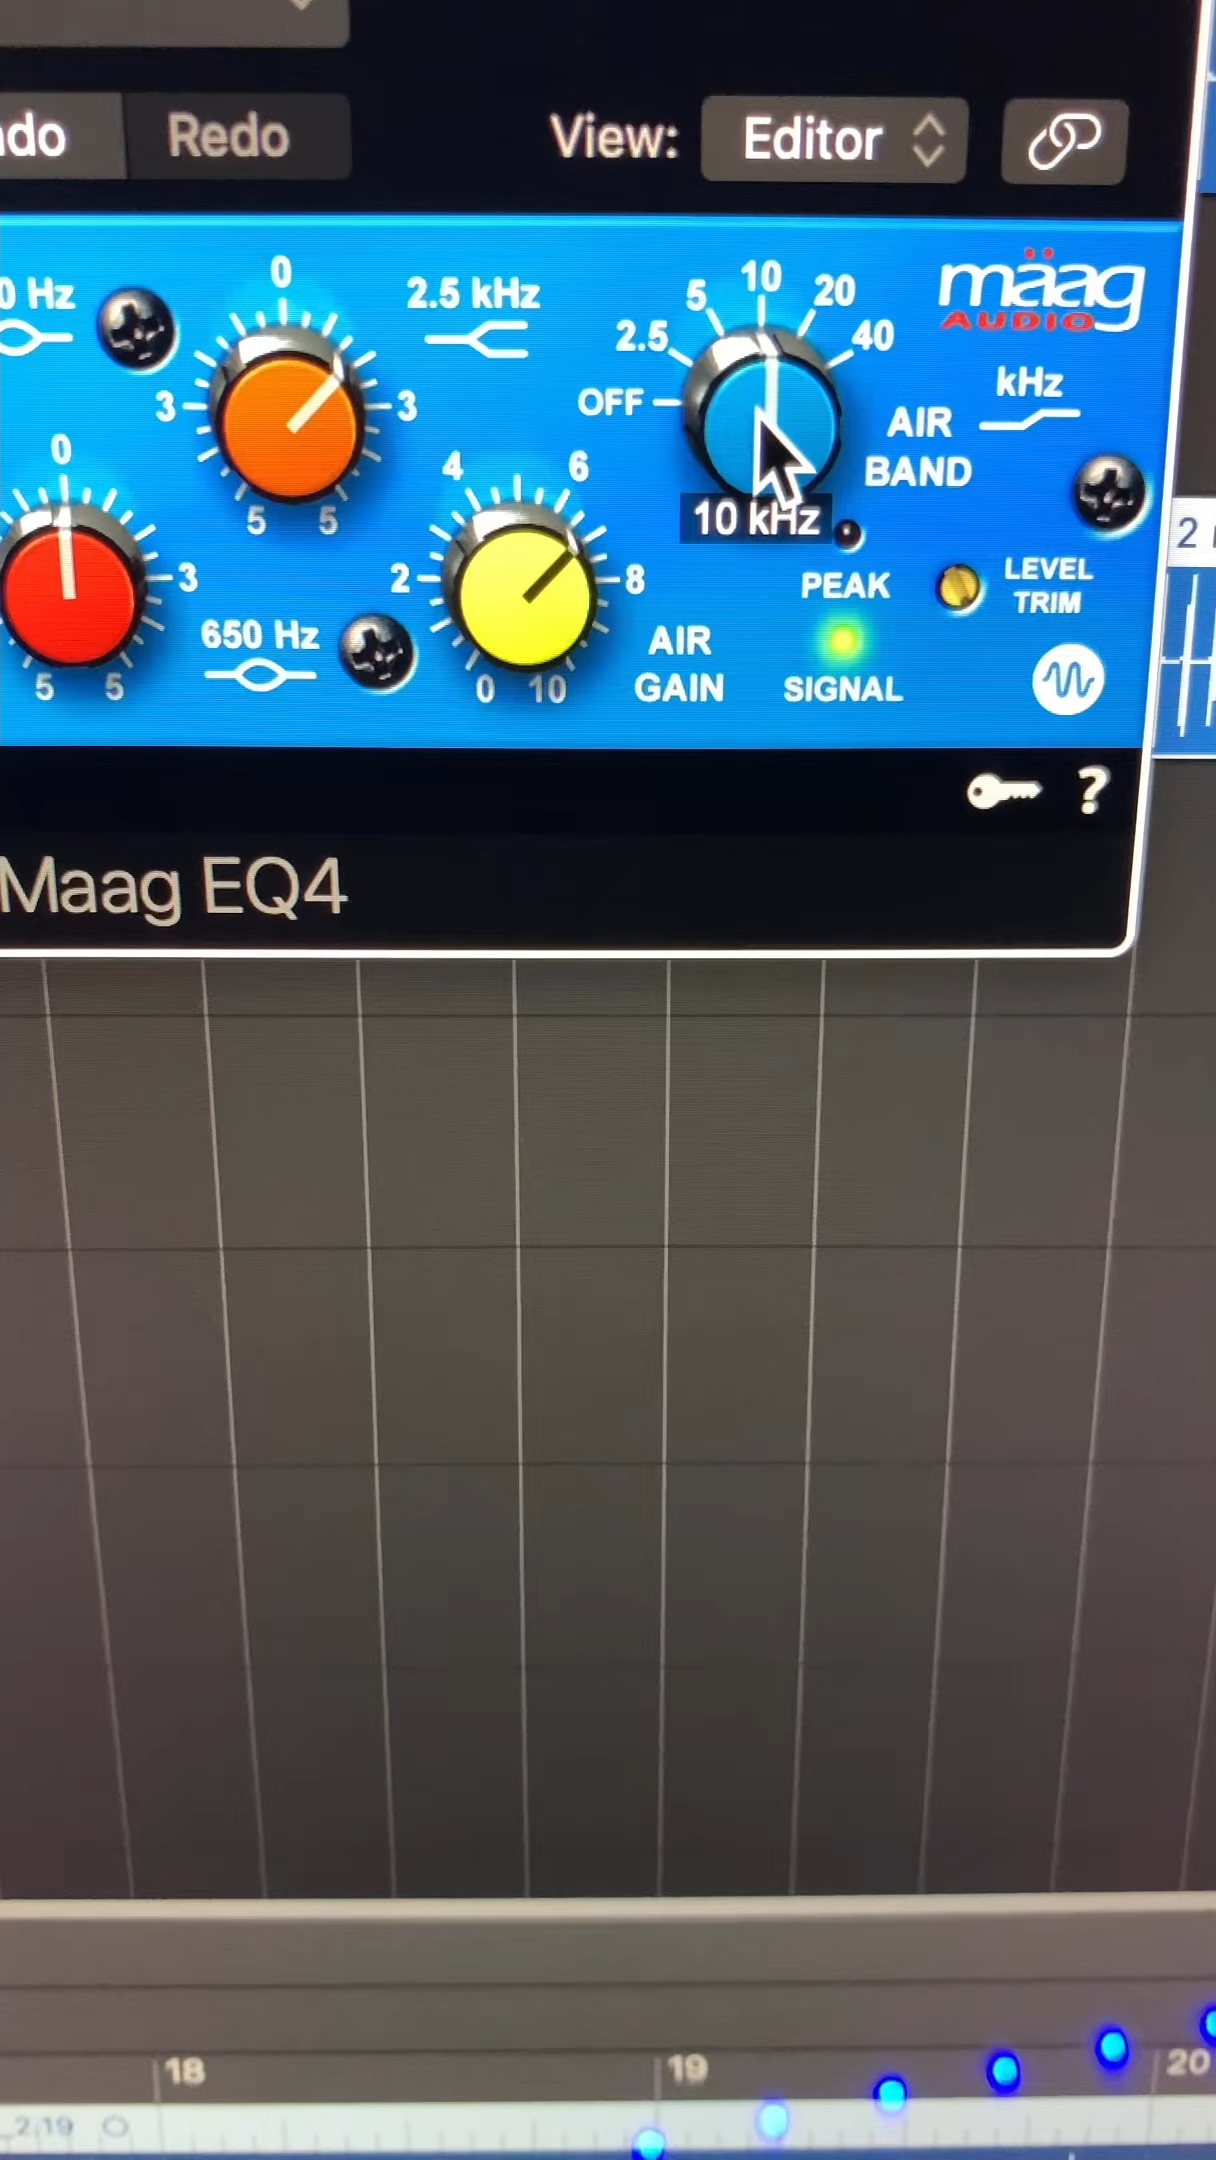 Redo
View: Editor
mäag
AUDIO
0 Hz
0
3
3
5
5
2.5 kHz
OFF
2.5
5
10
20
40
kHz
AIR
BAND
10 kHz
0
3
5
5
650 Hz
0
2
4
6
8
10
AIR
GAIN
PEAK
SIGNAL
LEVEL
TRIM
2
?
Maag EQ4
18
19
20
2:19